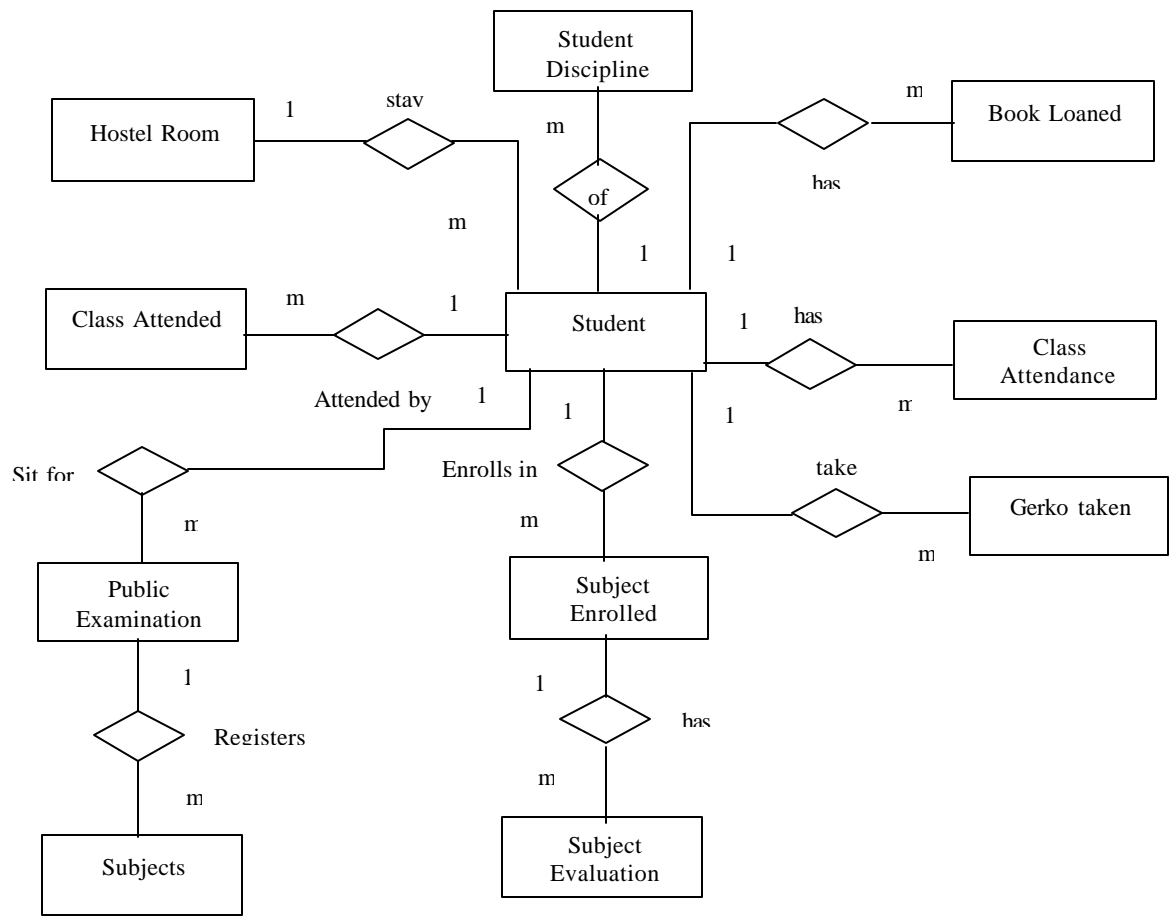 Student
Discipline
Hostel Room
1
stav
m
m
Book Loaned
has
of
m
1
1
Class Attended
m
1
Student
1
has
Class
Attendance
m
Attended by
1
1
1
Sit for
Enrolls in
take
Gerko taken
m
m
m
Public
Examination
Subject
Enrolled
1
1
Registers
has
m
m
Subjects
Subject
Evaluation